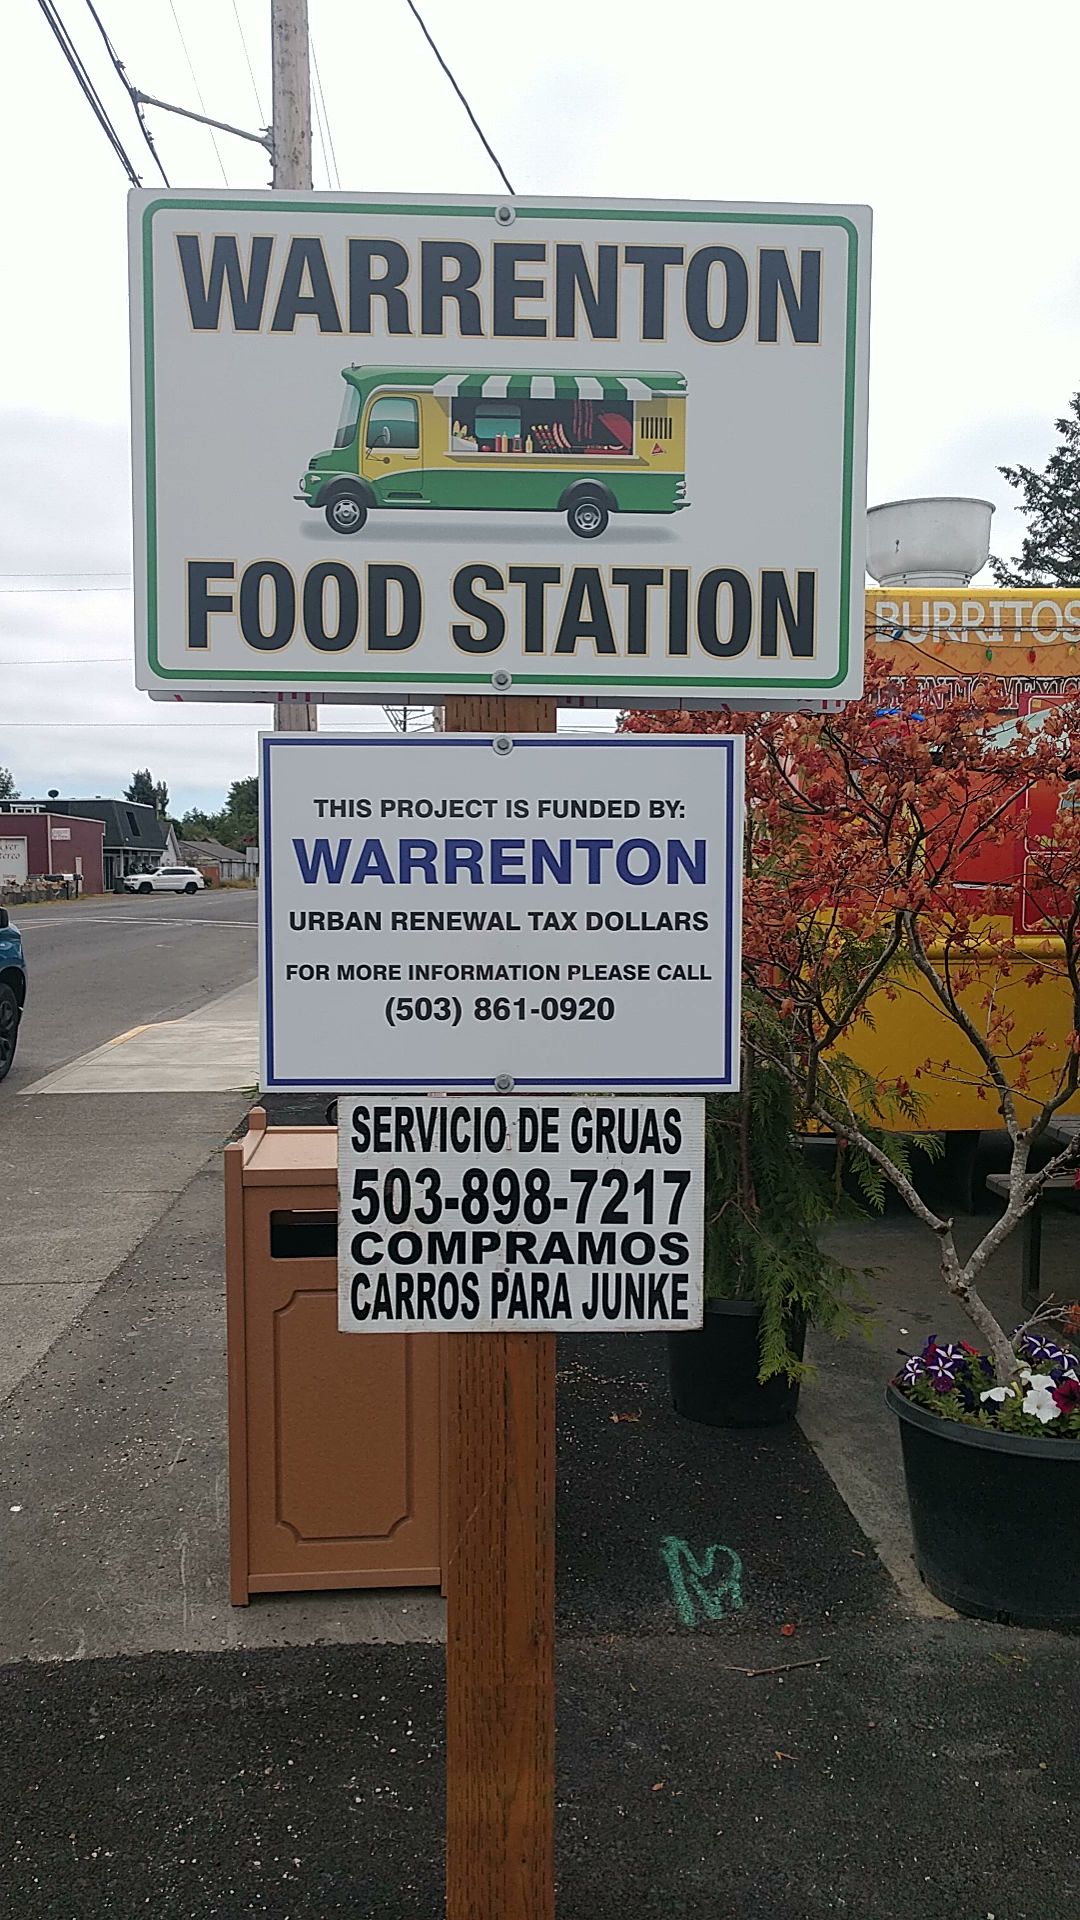 WARRENTON
FOOD STATION
BURRITOS
THIS PROJECT IS FUNDED BY:
WARRENTON
URBAN RENEWAL TAX DOLLARS
FOR MORE INFORMATION PLEASE CALL
(503) 861-0920
SERVICIO DE GRUAS
503-898-7217
COMPRAMOS
CARROS PARA JUNKE